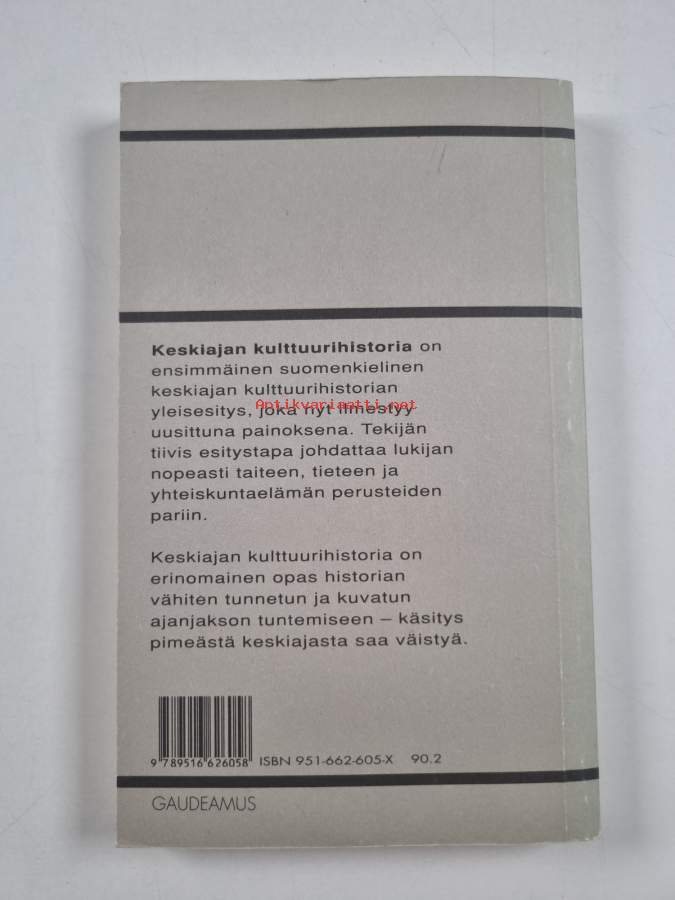 Keskiajan kulttuurihistoria on
ensimmäinen suomenkielinen
keskiajan kulttuurihistorian
yleisesitys, joka nyt ilmestyy
Antikvariaatti.net
uusittuna painoksena. Tekijän
tiivis esitystapa johdattaa lukijan
nopeasti taiteen, tieteen ja
yhteiskuntaelämän perusteiden
pariin.
Keskiajan kulttuurihistoria on
erinomainen opas historian
vähiten tunnetun ja kuvatun
ajanjakson tuntemiseen – käsitys
pimeästä keskiajasta saa väistyä.
9 789516 626058 ISBN 951-662-605-X 90.2
GAUDEAMUS